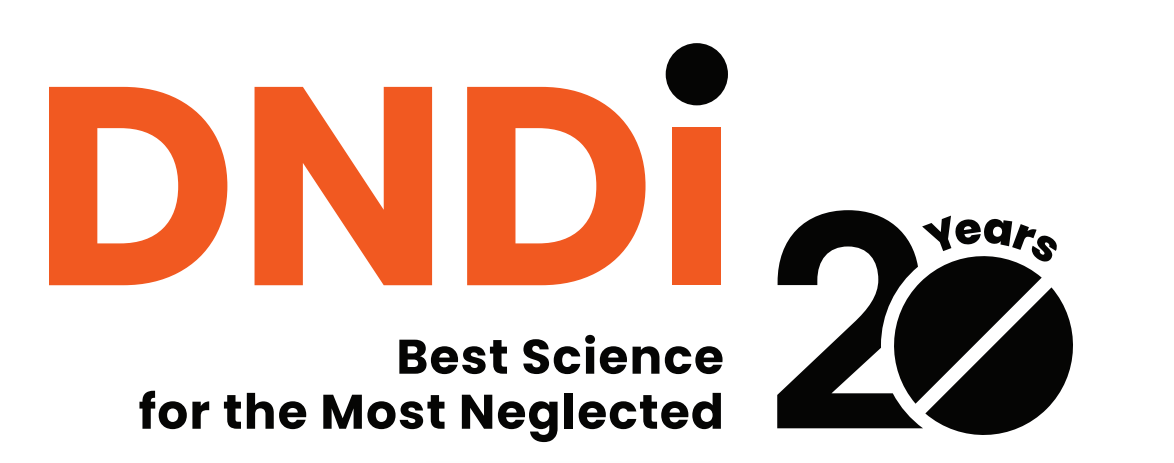 DNDi
20 Years
Best Science
for the Most Neglected